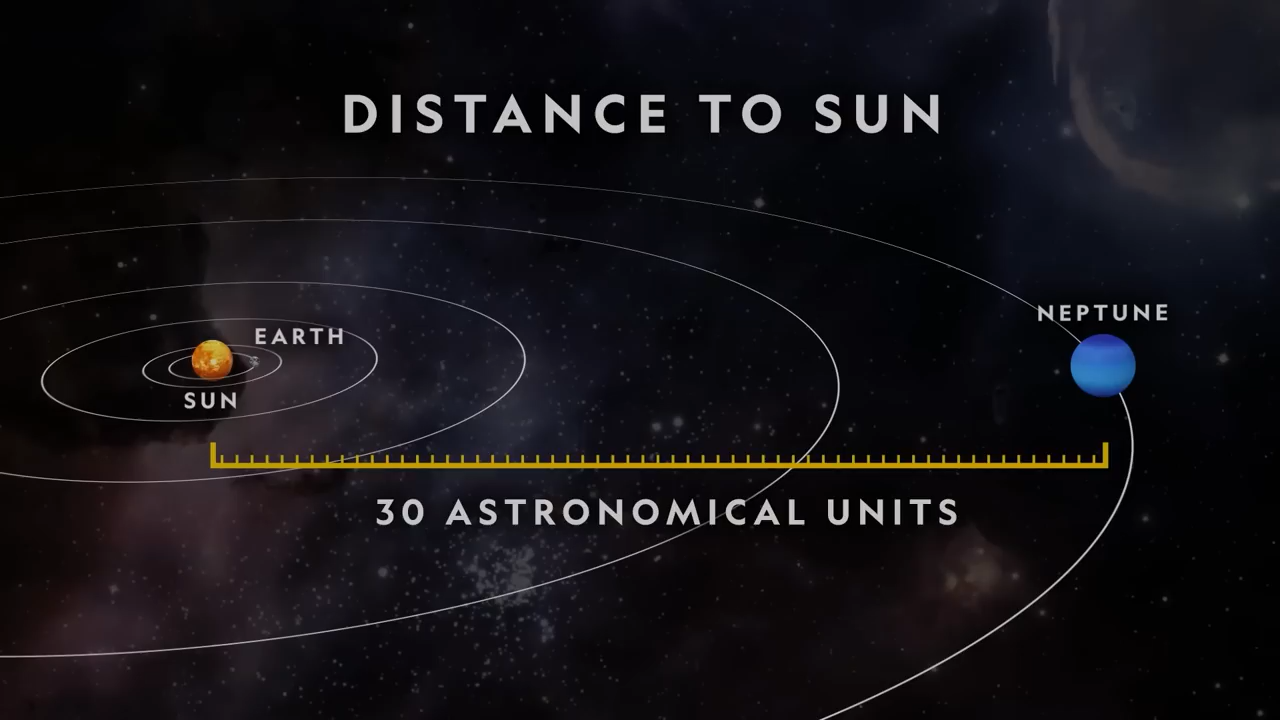 DISTANCE TO SUN
NEPTUNE
EARTH
SUN
30 ASTRONOMICAL UNITS